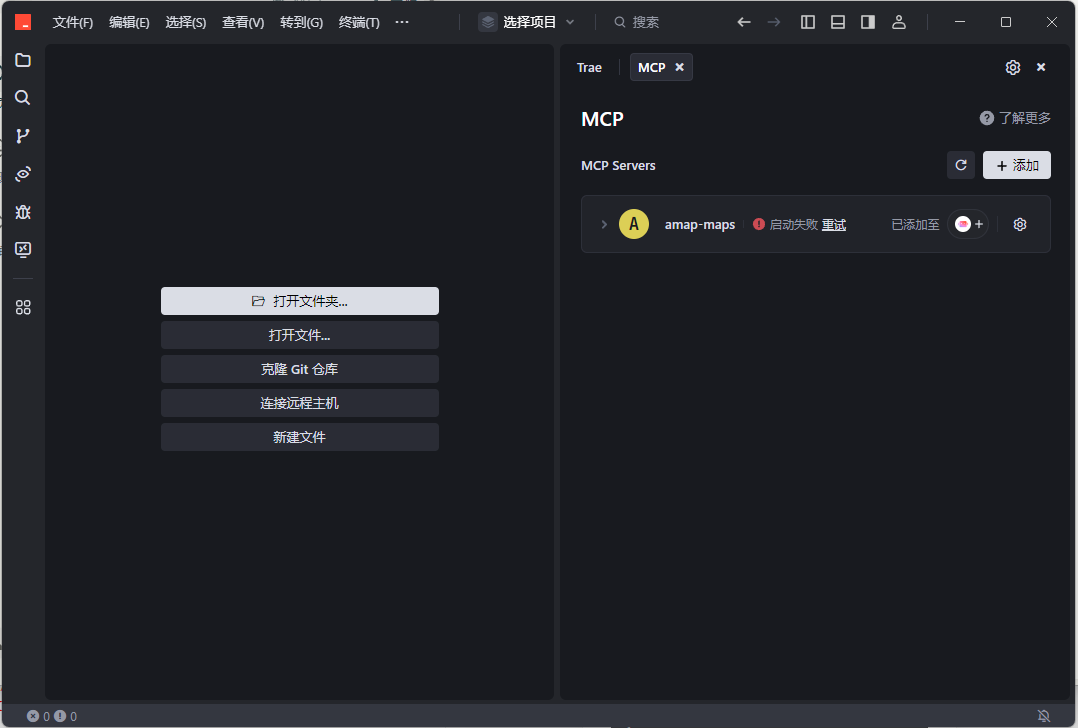 文件(F) 编辑(E) 选择(S) 查看(V) 转到(G) 终端(T) ··· 选择项目 搜索
Trae MCP
MCP 了解更多
MCP Servers + 添加
A amap-maps 启动失败 重试 已添加至 +
打开文件夹...
打开文件...
克隆 Git 仓库
连接远程主机
新建文件
0 0